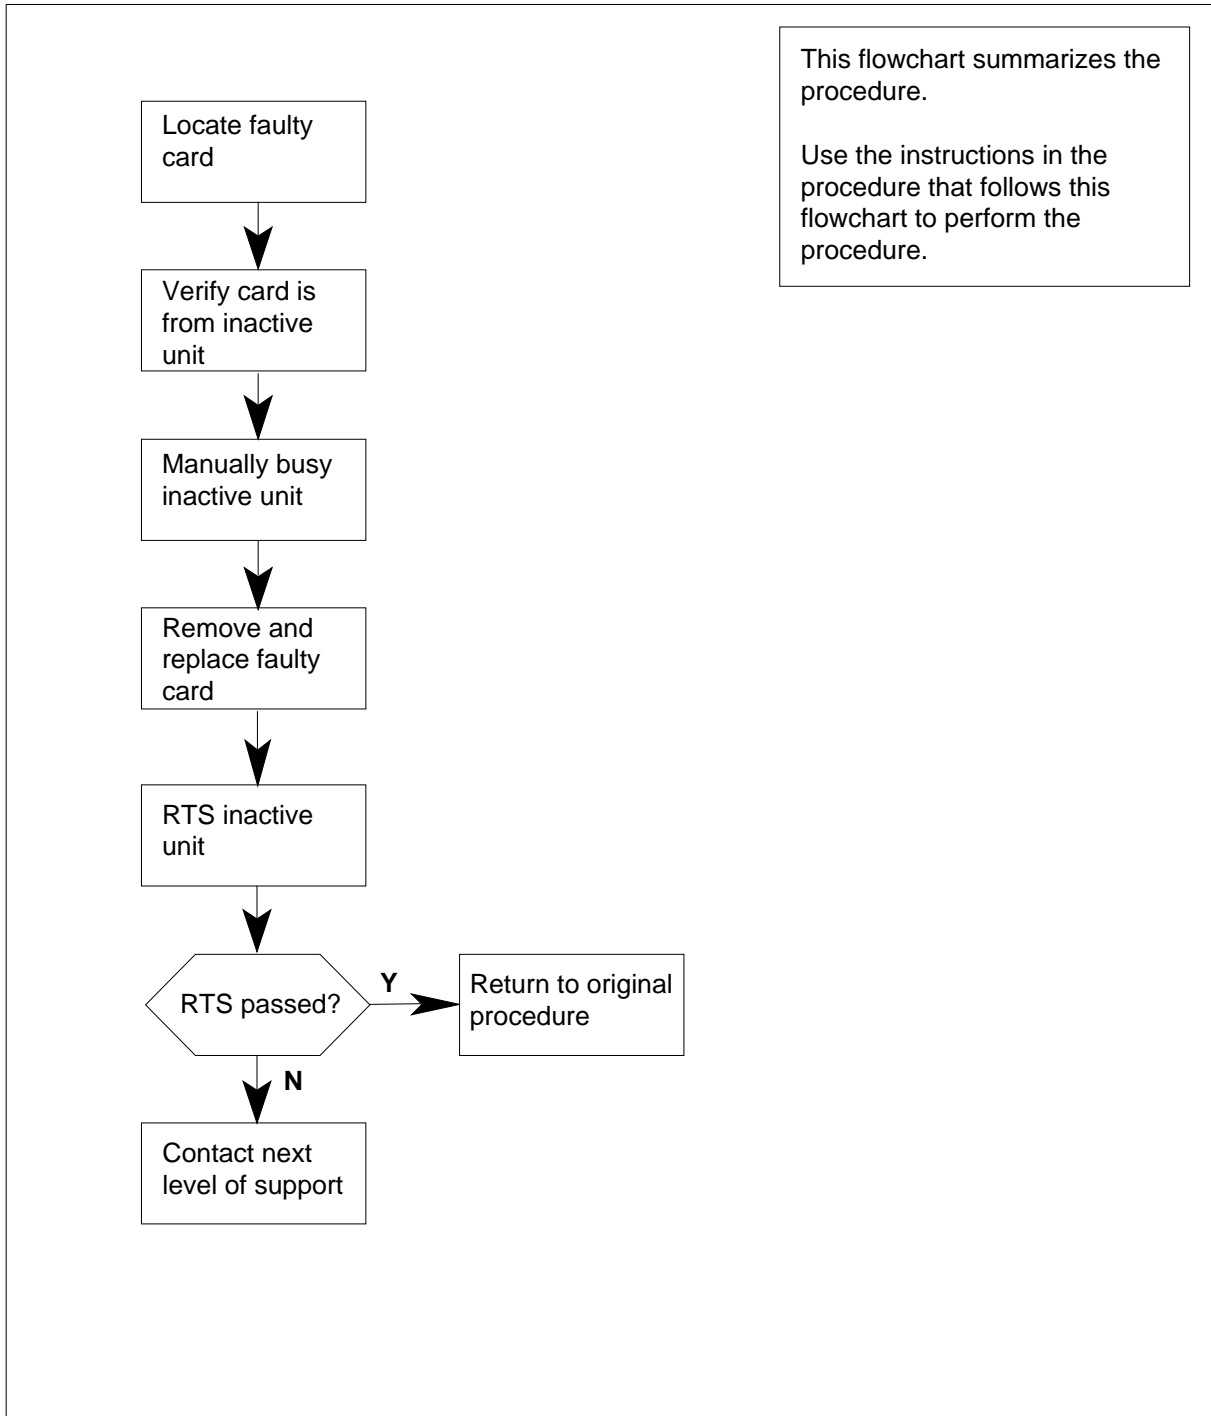 This flowchart summarizes the
procedure.
Use the instructions in the
procedure that follows this
flowchart to perform the
procedure.
Locate faulty
card
Verify card is
from inactive
unit
Manually busy
inactive unit
Remove and
replace faulty
card
RTS inactive
unit
RTS passed?
Y
Return to original
procedure
N
Contact next
level of support